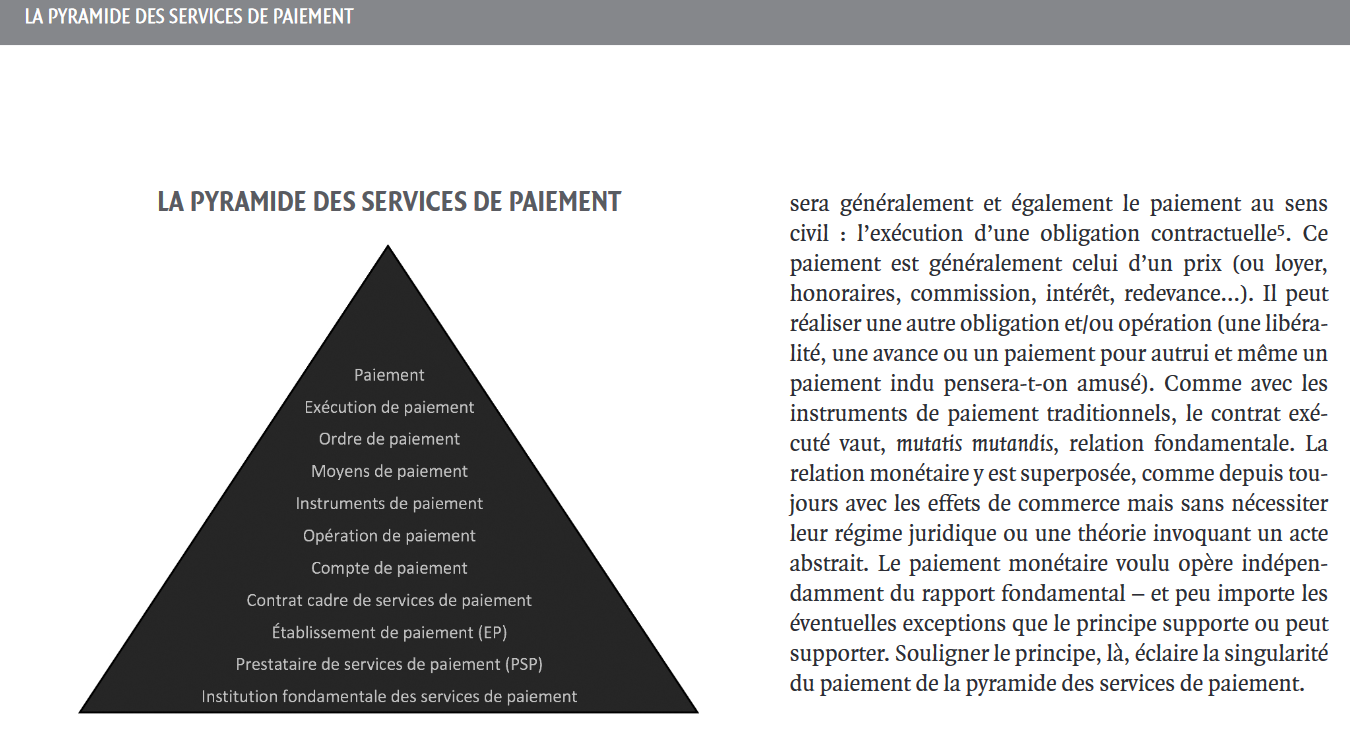 LA PYRAMIDE DES SERVICES DE PAIEMENT
LA PYRAMIDE DES SERVICES DE PAIEMENT
Paiement
Exécution de paiement
Ordre de paiement
Moyens de paiement
Instruments de paiement
Opération de paiement
Compte de paiement
Contrat cadre de services de paiement
Établissement de paiement (EP)
Prestataire de services de paiement (PSP)
Institution fondamentale des services de paiement
sera généralement et également le paiement au sens
civil : l’exécution d’une obligation contractuelle⁵. Ce
paiement est généralement celui d’un prix (ou loyer,
honoraires, commission, intérêt, redevance...). Il peut
réaliser une autre obligation et/ou opération (une libéra-
lité, une avance ou un paiement pour autrui et même un
paiement indu pensera-t-on amusé). Comme avec les
instruments de paiement traditionnels, le contrat exé-
cuté vaut, mutatis mutandis, relation fondamentale. La
relation monétaire y est superposée, comme depuis tou-
jours avec les effets de commerce mais sans nécessiter
leur régime juridique ou une théorie invoquant un acte
abstrait. Le paiement monétaire voulu opère indépen-
damment du rapport fondamental – et peu importe les
éventuelles exceptions que le principe supporte ou peut
supporter. Souligner le principe, là, éclaire la singularité
du paiement de la pyramide des services de paiement.